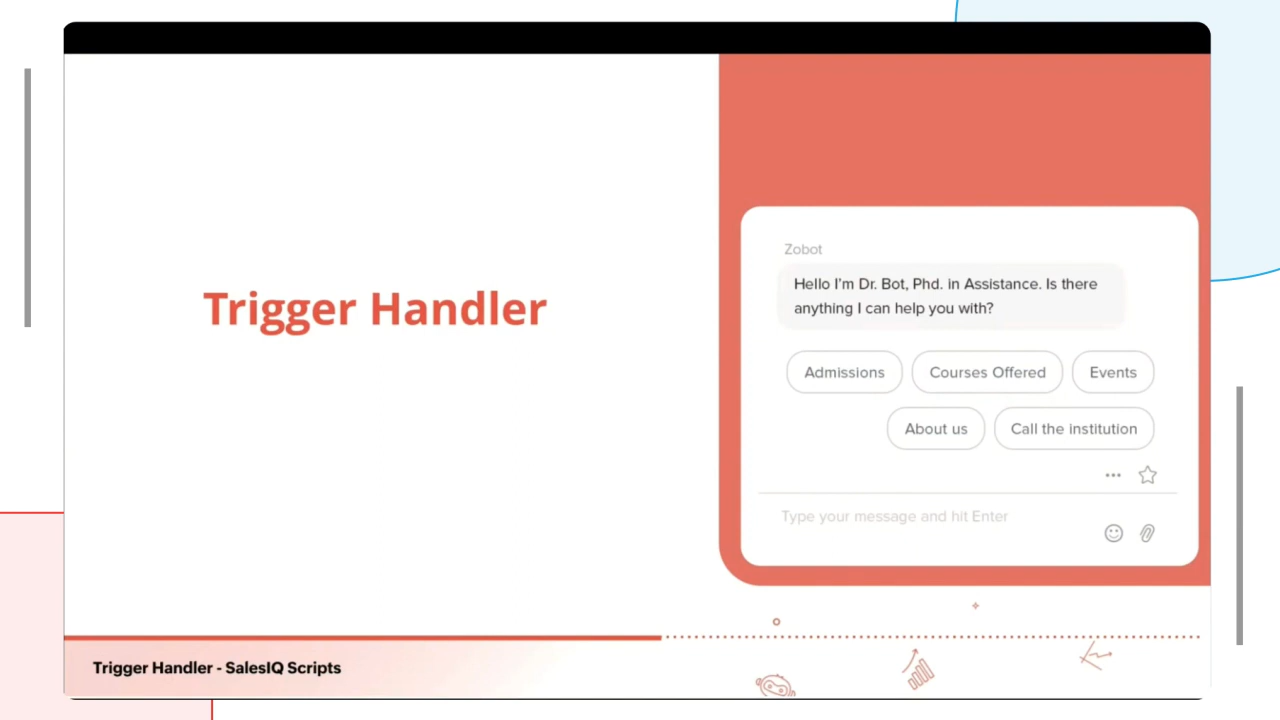 Trigger Handler
Zobot
Hello I'm Dr. Bot, Phd. in Assistance. Is there
anything I can help you with?
Admissions
Courses Offered
Events
About us
Call the institution
Type your message and hit Enter
Trigger Handler - SalesIQ Scripts